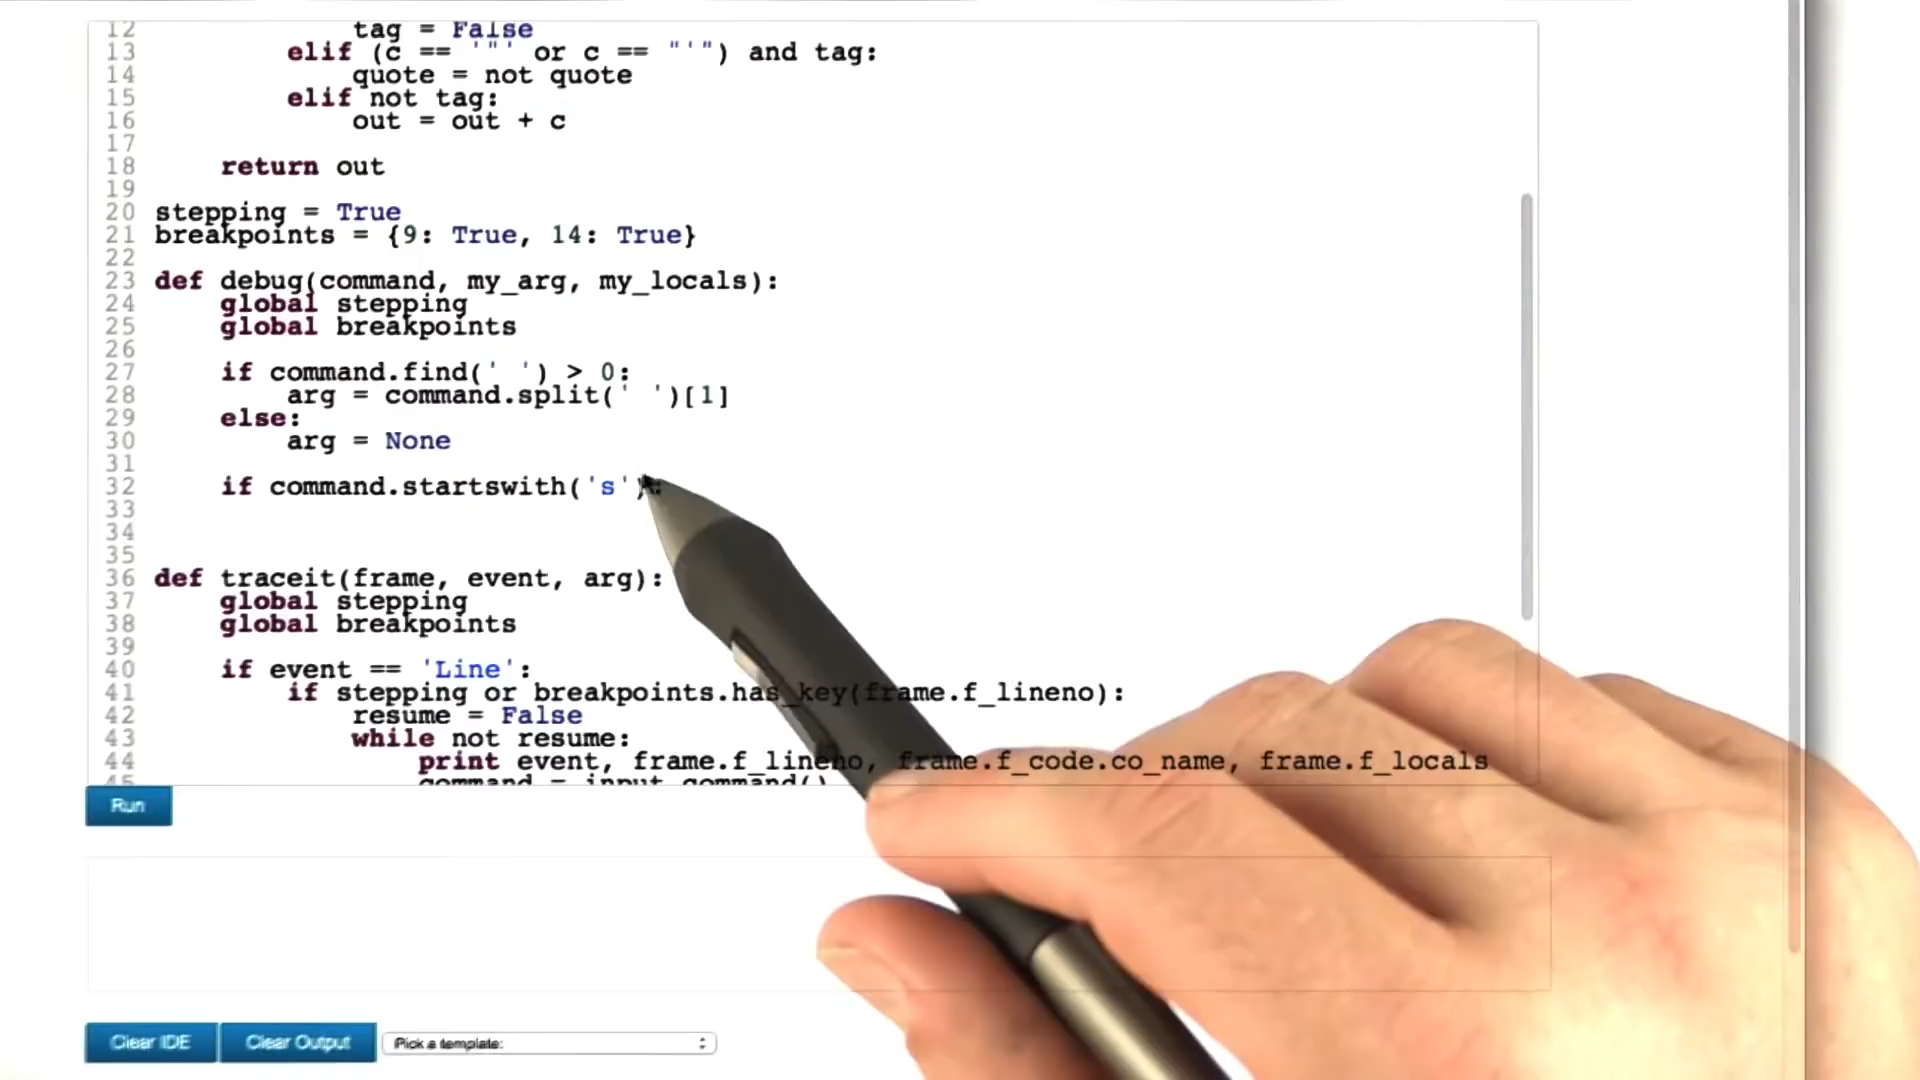 12 tag = False
13 elif (c == '"' or c == "'") and tag:
14 quote = not quote
15 elif not tag:
16 out = out + c
17
18 return out
19
20 stepping = True
21 breakpoints = {9: True, 14: True}
22
23 def debug(command, my_arg, my_locals):
24 global stepping
25 global breakpoints
26
27 if command.find(' ') > 0:
28 arg = command.split(' ')[1]
29 else:
30 arg = None
31
32 if command.startswith('s'):
33
34
35
36 def traceit(frame, event, arg):
37 global stepping
38 global breakpoints
39
40 if event == 'Line':
41 if stepping or breakpoints.has_key(frame.f_lineno):
42 resume = False
43 while not resume:
44 print event, frame.f_lineno, frame.f_code.co_name, frame.f_locals
45 command = input_command()
Run
Clear IDE Clear Output Pick a template: